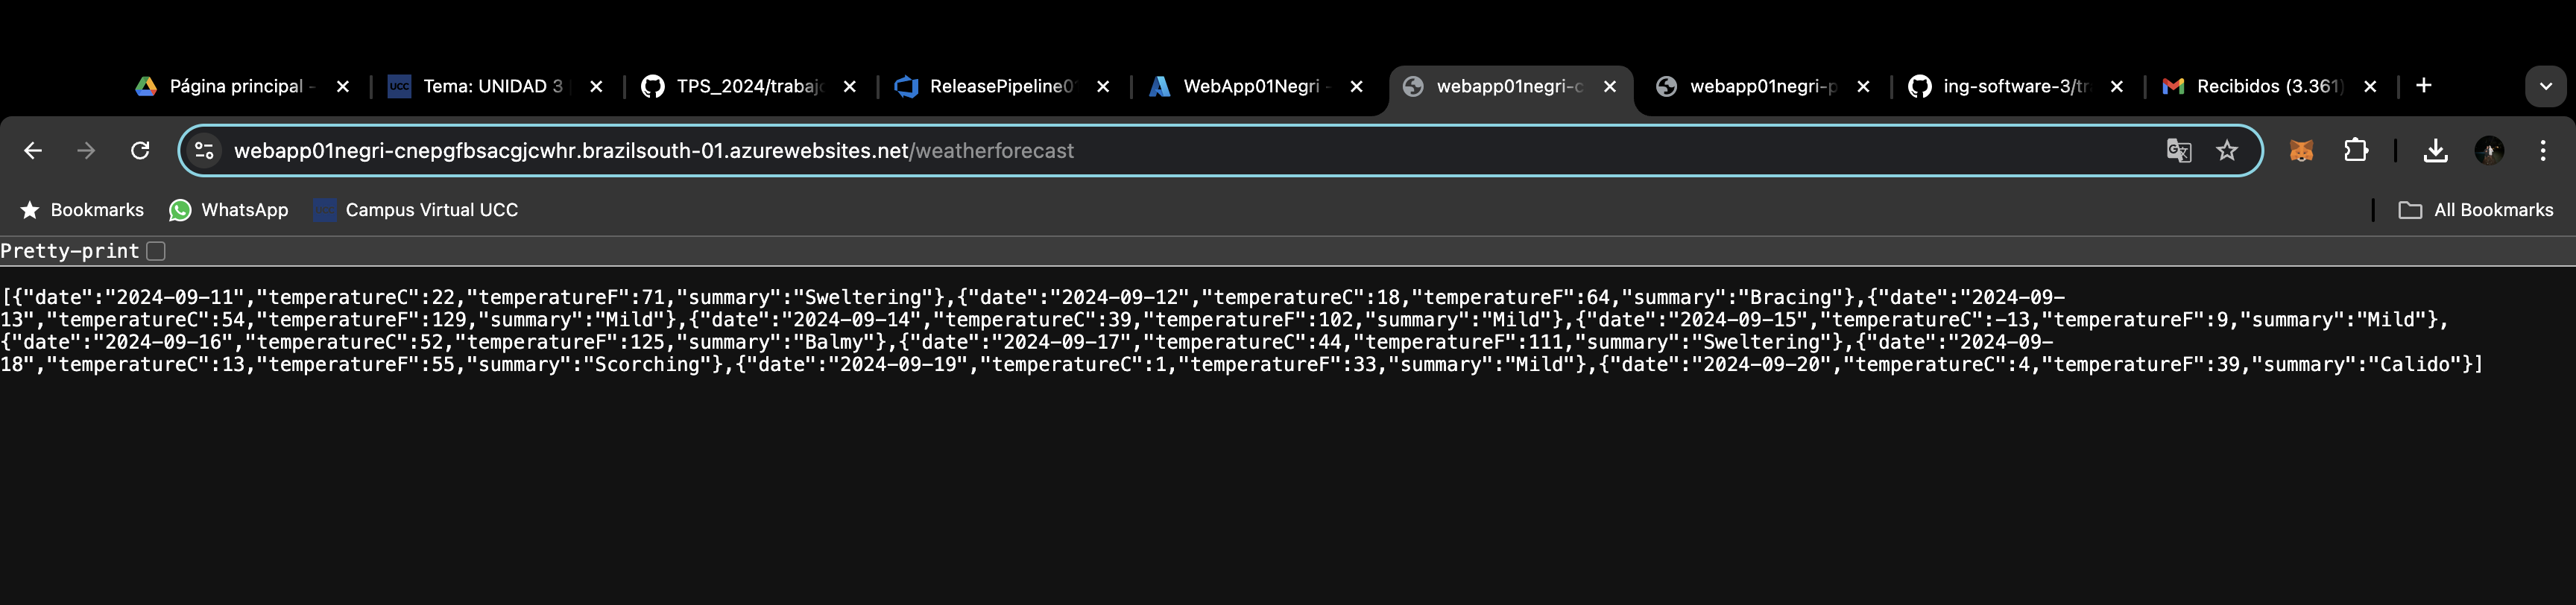 Página principal -
UCC
Tema: UNIDAD 3
TPS_2024/trabajo
ReleasePipeline0
WebApp01Negri -
webapp01negri-c
webapp01negri-p
ing-software-3/tr
Recibidos (3.361)
webapp01negri-cnepgfbsacgjcwhr.brazilsouth-01.azurewebsites.net/weatherforecast
Bookmarks
WhatsApp
Campus Virtual UCC
All Bookmarks
Pretty-print
[{"date":"2024-09-11","temperatureC":22,"temperatureF":71,"summary":"Sweltering"},{"date":"2024-09-12","temperatureC":18,"temperatureF":64,"summary":"Bracing"},{"date":"2024-09-
13","temperatureC":54,"temperatureF":129,"summary":"Mild"},{"date":"2024-09-14","temperatureC":39,"temperatureF":102,"summary":"Mild"},{"date":"2024-09-15","temperatureC":-13,"temperatureF":9,"summary":"Mild"},
{"date":"2024-09-16","temperatureC":52,"temperatureF":125,"summary":"Balmy"},{"date":"2024-09-17","temperatureC":44,"temperatureF":111,"summary":"Sweltering"},{"date":"2024-09-
18","temperatureC":13,"temperatureF":55,"summary":"Scorching"},{"date":"2024-09-19","temperatureC":1,"temperatureF":33,"summary":"Mild"},{"date":"2024-09-20","temperatureC":4,"temperatureF":39,"summary":"Calido"}]